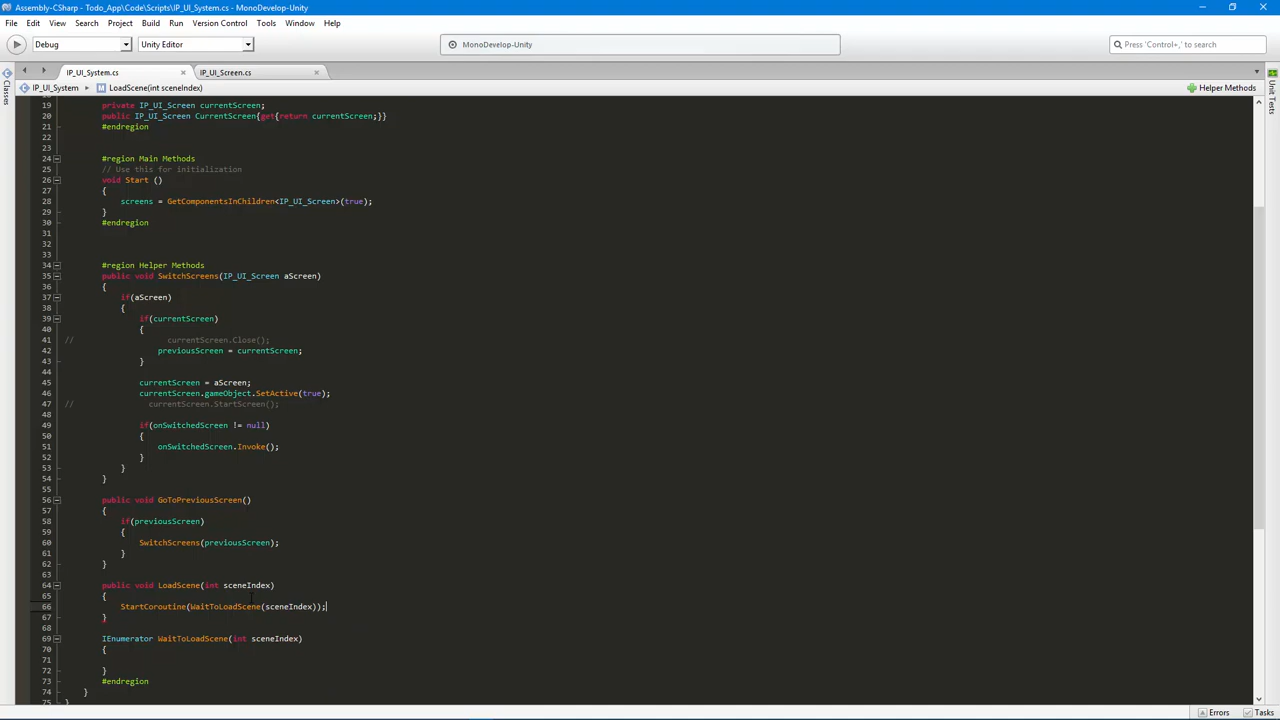 Assembly-CSharp - Todo_App\Code\Scripts\IP_UI_System.cs - MonoDevelop-Unity
File Edit View Search Project Build Run Version Control Tools Window Help
Debug Unity Editor MonoDevelop-Unity Press 'Control+,' to search
IP_UI_System.cs IP_UI_Screen.cs
IP_UI_System LoadScene(int sceneIndex) Helper Methods
Classes
Unit Tests
19 private IP_UI_Screen currentScreen;
20 public IP_UI_Screen CurrentScreen{get{return currentScreen;}}
21 #endregion
22
23
24 #region Main Methods
25 // Use this for initialization
26 void Start ()
27 {
28 screens = GetComponentsInChildren<IP_UI_Screen>(true);
29 }
30 #endregion
31
32
33
34 #region Helper Methods
35 public void SwitchScreens(IP_UI_Screen aScreen)
36 {
37 if(aScreen)
38 {
39 if(currentScreen)
40 {
41 // currentScreen.Close();
42 previousScreen = currentScreen;
43 }
44
45 currentScreen = aScreen;
46 currentScreen.gameObject.SetActive(true);
47 // currentScreen.StartScreen();
48
49 if(onSwitchedScreen != null)
50 {
51 onSwitchedScreen.Invoke();
52 }
53 }
54 }
55
56 public void GoToPreviousScreen()
57 {
58 if(previousScreen)
59 {
60 SwitchScreens(previousScreen);
61 }
62 }
63
64 public void LoadScene(int sceneIndex)
65 {
66 StartCoroutine(WaitToLoadScene(sceneIndex));
67 }
68
69 IEnumerator WaitToLoadScene(int sceneIndex)
70 {
71
72 }
73 #endregion
74 }
75 }
Errors Tasks